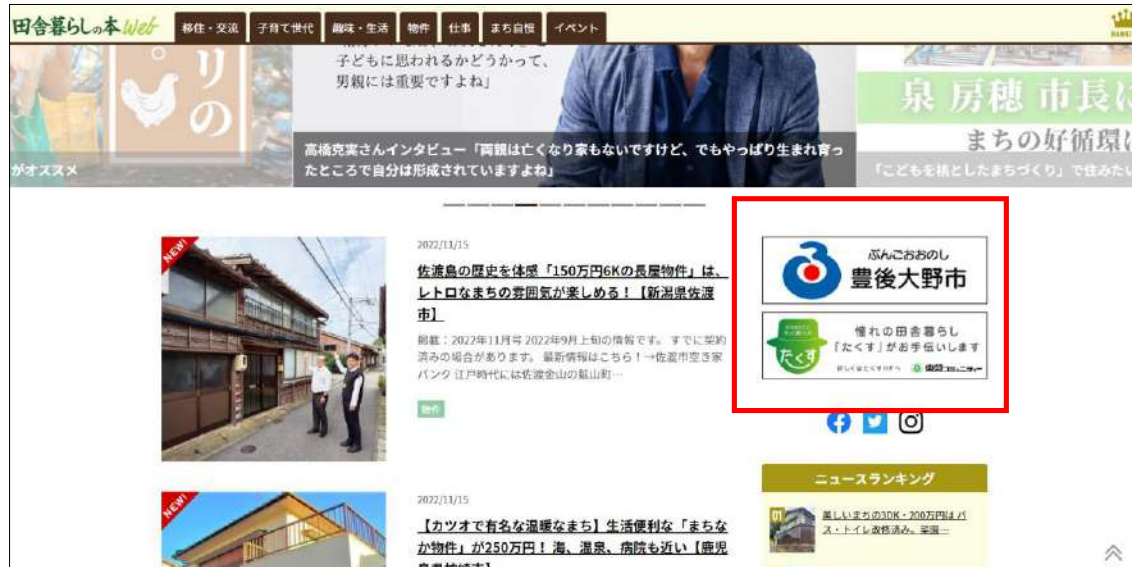 田舎暮らしの本Web
移住・交流
子育て世代
趣味・生活
物件
仕事
まち自慢
イベント
リ
の
子どもに思われるかどうかって、
男親には重要ですよね」
高橋克実さんインタビュー「両親は亡くなり家もないですけど、でもやっぱり生まれ育っ
たところで自分は形成されていますよね」
がオススメ
泉 房穂 市長に
まちの好循環に
「こどもを核としたまちづくり」で住みたい
NEW!
2022/11/15
佐渡島の歴史を体感「150万円6Kの長屋物件」は、
レトロなまちの雰囲気が楽しめる！【新潟県佐渡
市】
掲載：2022年11月号 2022年9月上旬の情報です。 すでに契約
済みの場合があります。 最新情報はこちら！→佐渡市空き家
バンク 江戸時代には佐渡金山の鉱山町…
物件
ぶんごおおのし
豊後大野市
たくす
憧れの田舎暮らし
「たくす」がお手伝いします
ニュースランキング
01
美しいまちの3DK・200万円は バ
ス・トイレ改修済み。菜園…
NEW!
2022/11/15
【カツオで有名な温暖なまち】生活便利な「まちな
か物件」が250万円！ 海、温泉、病院も近い【鹿児